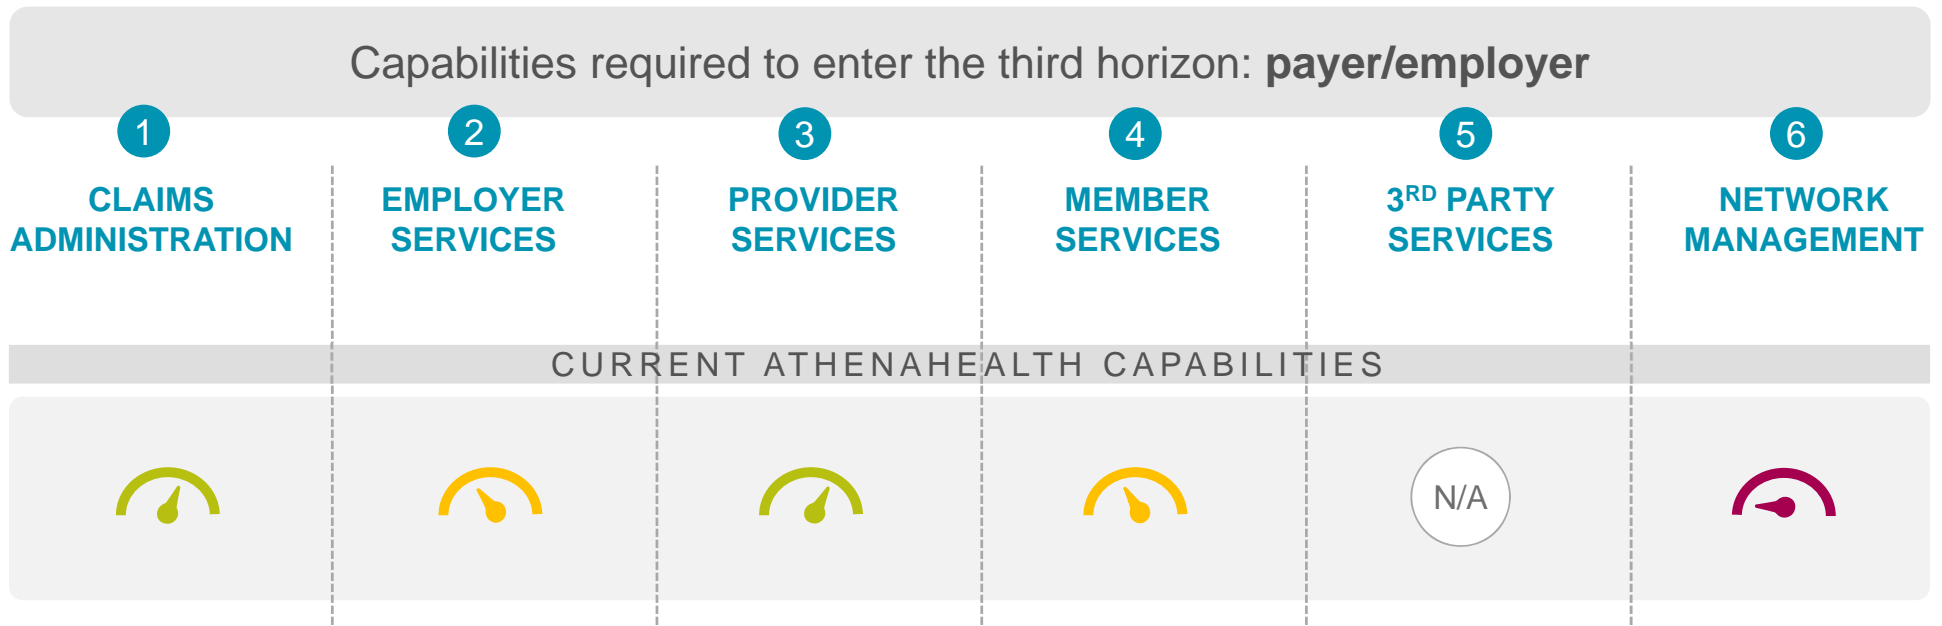 Capabilities required to enter the third horizon: payer/employer
1
2
3
4
5
6
CLAIMS
ADMINISTRATION
EMPLOYER
SERVICES
PROVIDER
SERVICES
MEMBER
SERVICES
3RD PARTY
SERVICES
NETWORK
MANAGEMENT
CURRENT ATHENAHEALTH CAPABILITIES
N/A